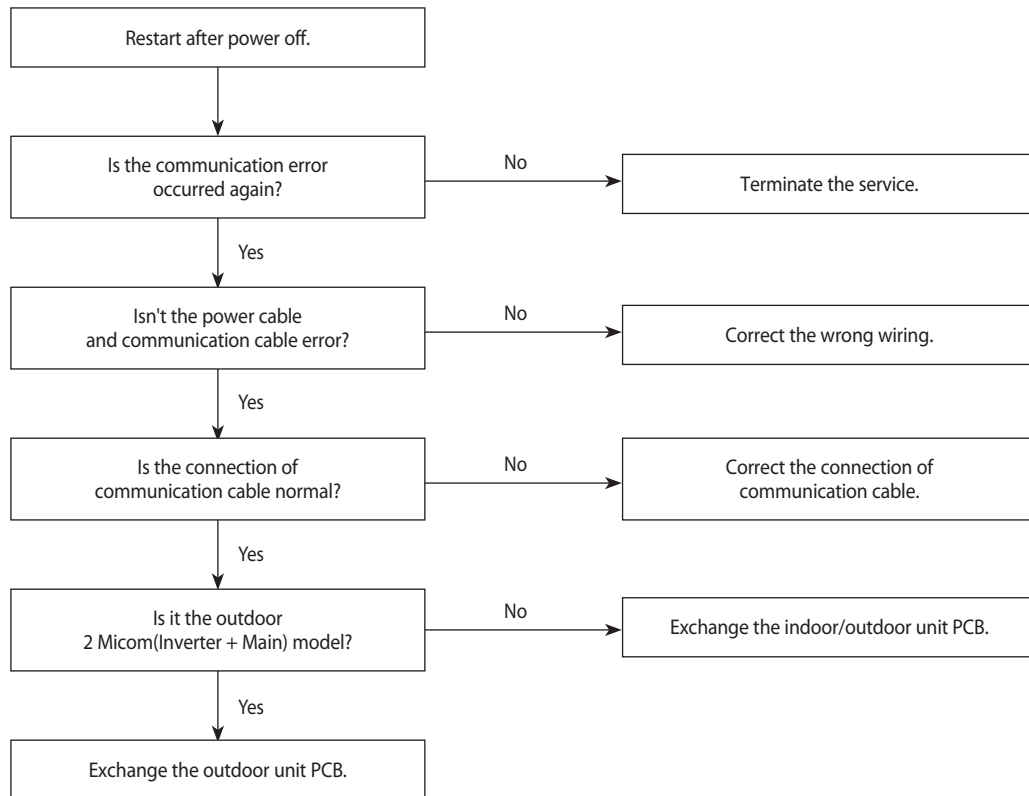 Restart after power off.
Is the communication error
occurred again?
No
Terminate the service.
Yes
Isn't the power cable
and communication cable error?
No
Correct the wrong wiring.
Yes
Is the connection of
communication cable normal?
No
Correct the connection of
communication cable.
Yes
Is it the outdoor
2 Micom(Inverter + Main) model?
No
Exchange the indoor/outdoor unit PCB.
Yes
Exchange the outdoor unit PCB.